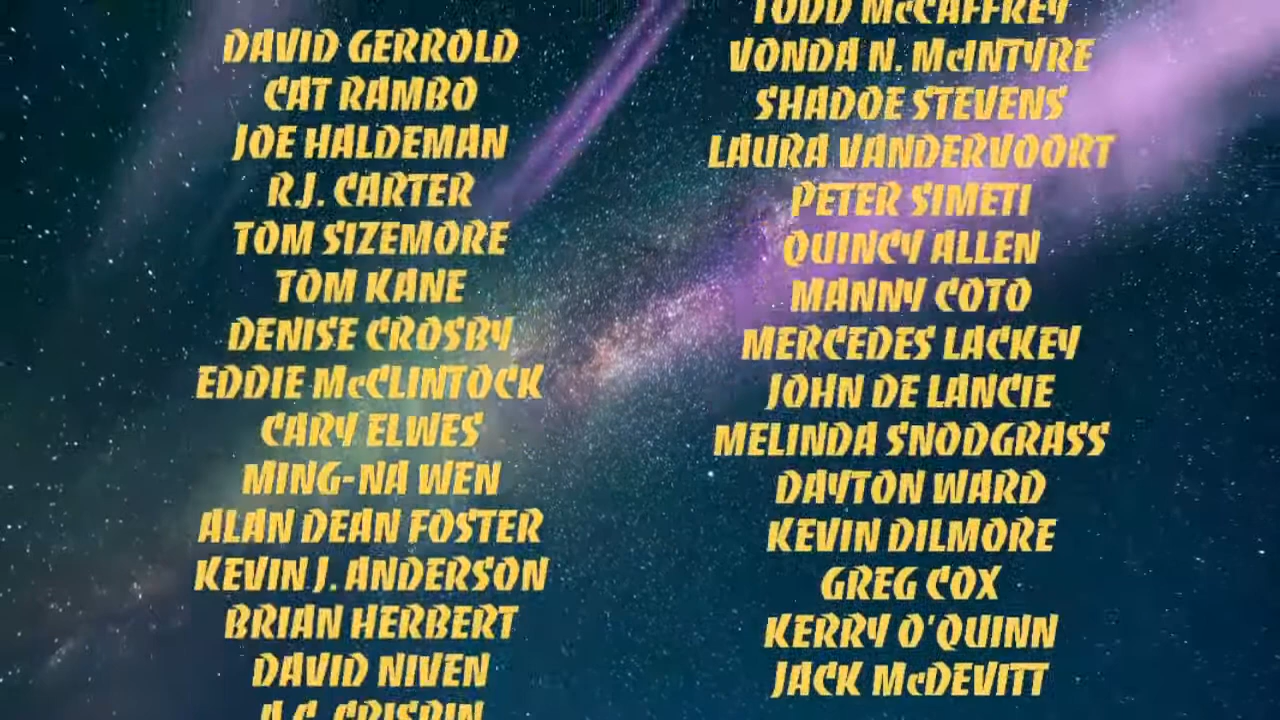 DAVID GERROLD
CAT RAMBO
JOE HALDEMAN
R.J. CARTER
TOM SIZEMORE
TOM KANE
DENISE CROSBY
EDDIE McCLINTOCK
CARY ELWES
MING-NA WEN
ALAN DEAN FOSTER
KEVIN J. ANDERSON
BRIAN HERBERT
DAVID NIVEN
A.C. CRISPIN
TODD McCAFFREY
VONDA N. McINTYRE
SHADOE STEVENS
LAURA VANDERVOORT
PETER SIMETI
QUINCY ALLEN
MANNY COTO
MERCEDES LACKEY
JOHN DE LANCIE
MELINDA SNODGRASS
DAYTON WARD
KEVIN DILMORE
GREG COX
KERRY O'QUINN
JACK McDEVITT